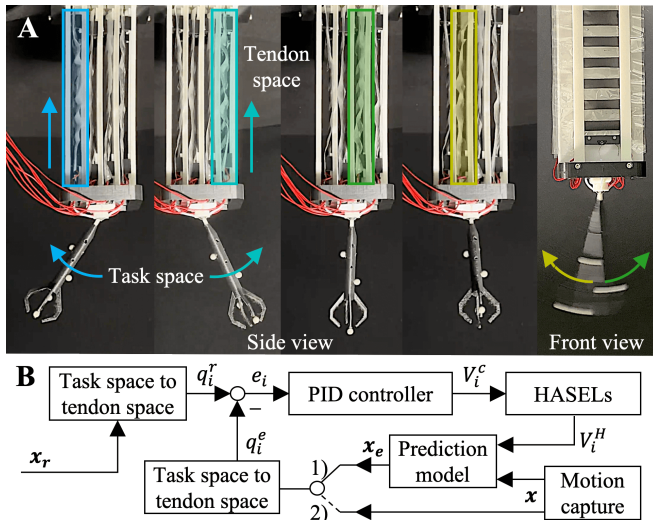 A
Tendon
space
Task space
Side view
Front view
B
Task space to
tendon space
q_i^r
e_i
PID controller
V_i^c
HASELs
−
x_r
q_i^e
V_i^H
Task space to
tendon space
1)
2)
x_e
Prediction
model
x
Motion
capture